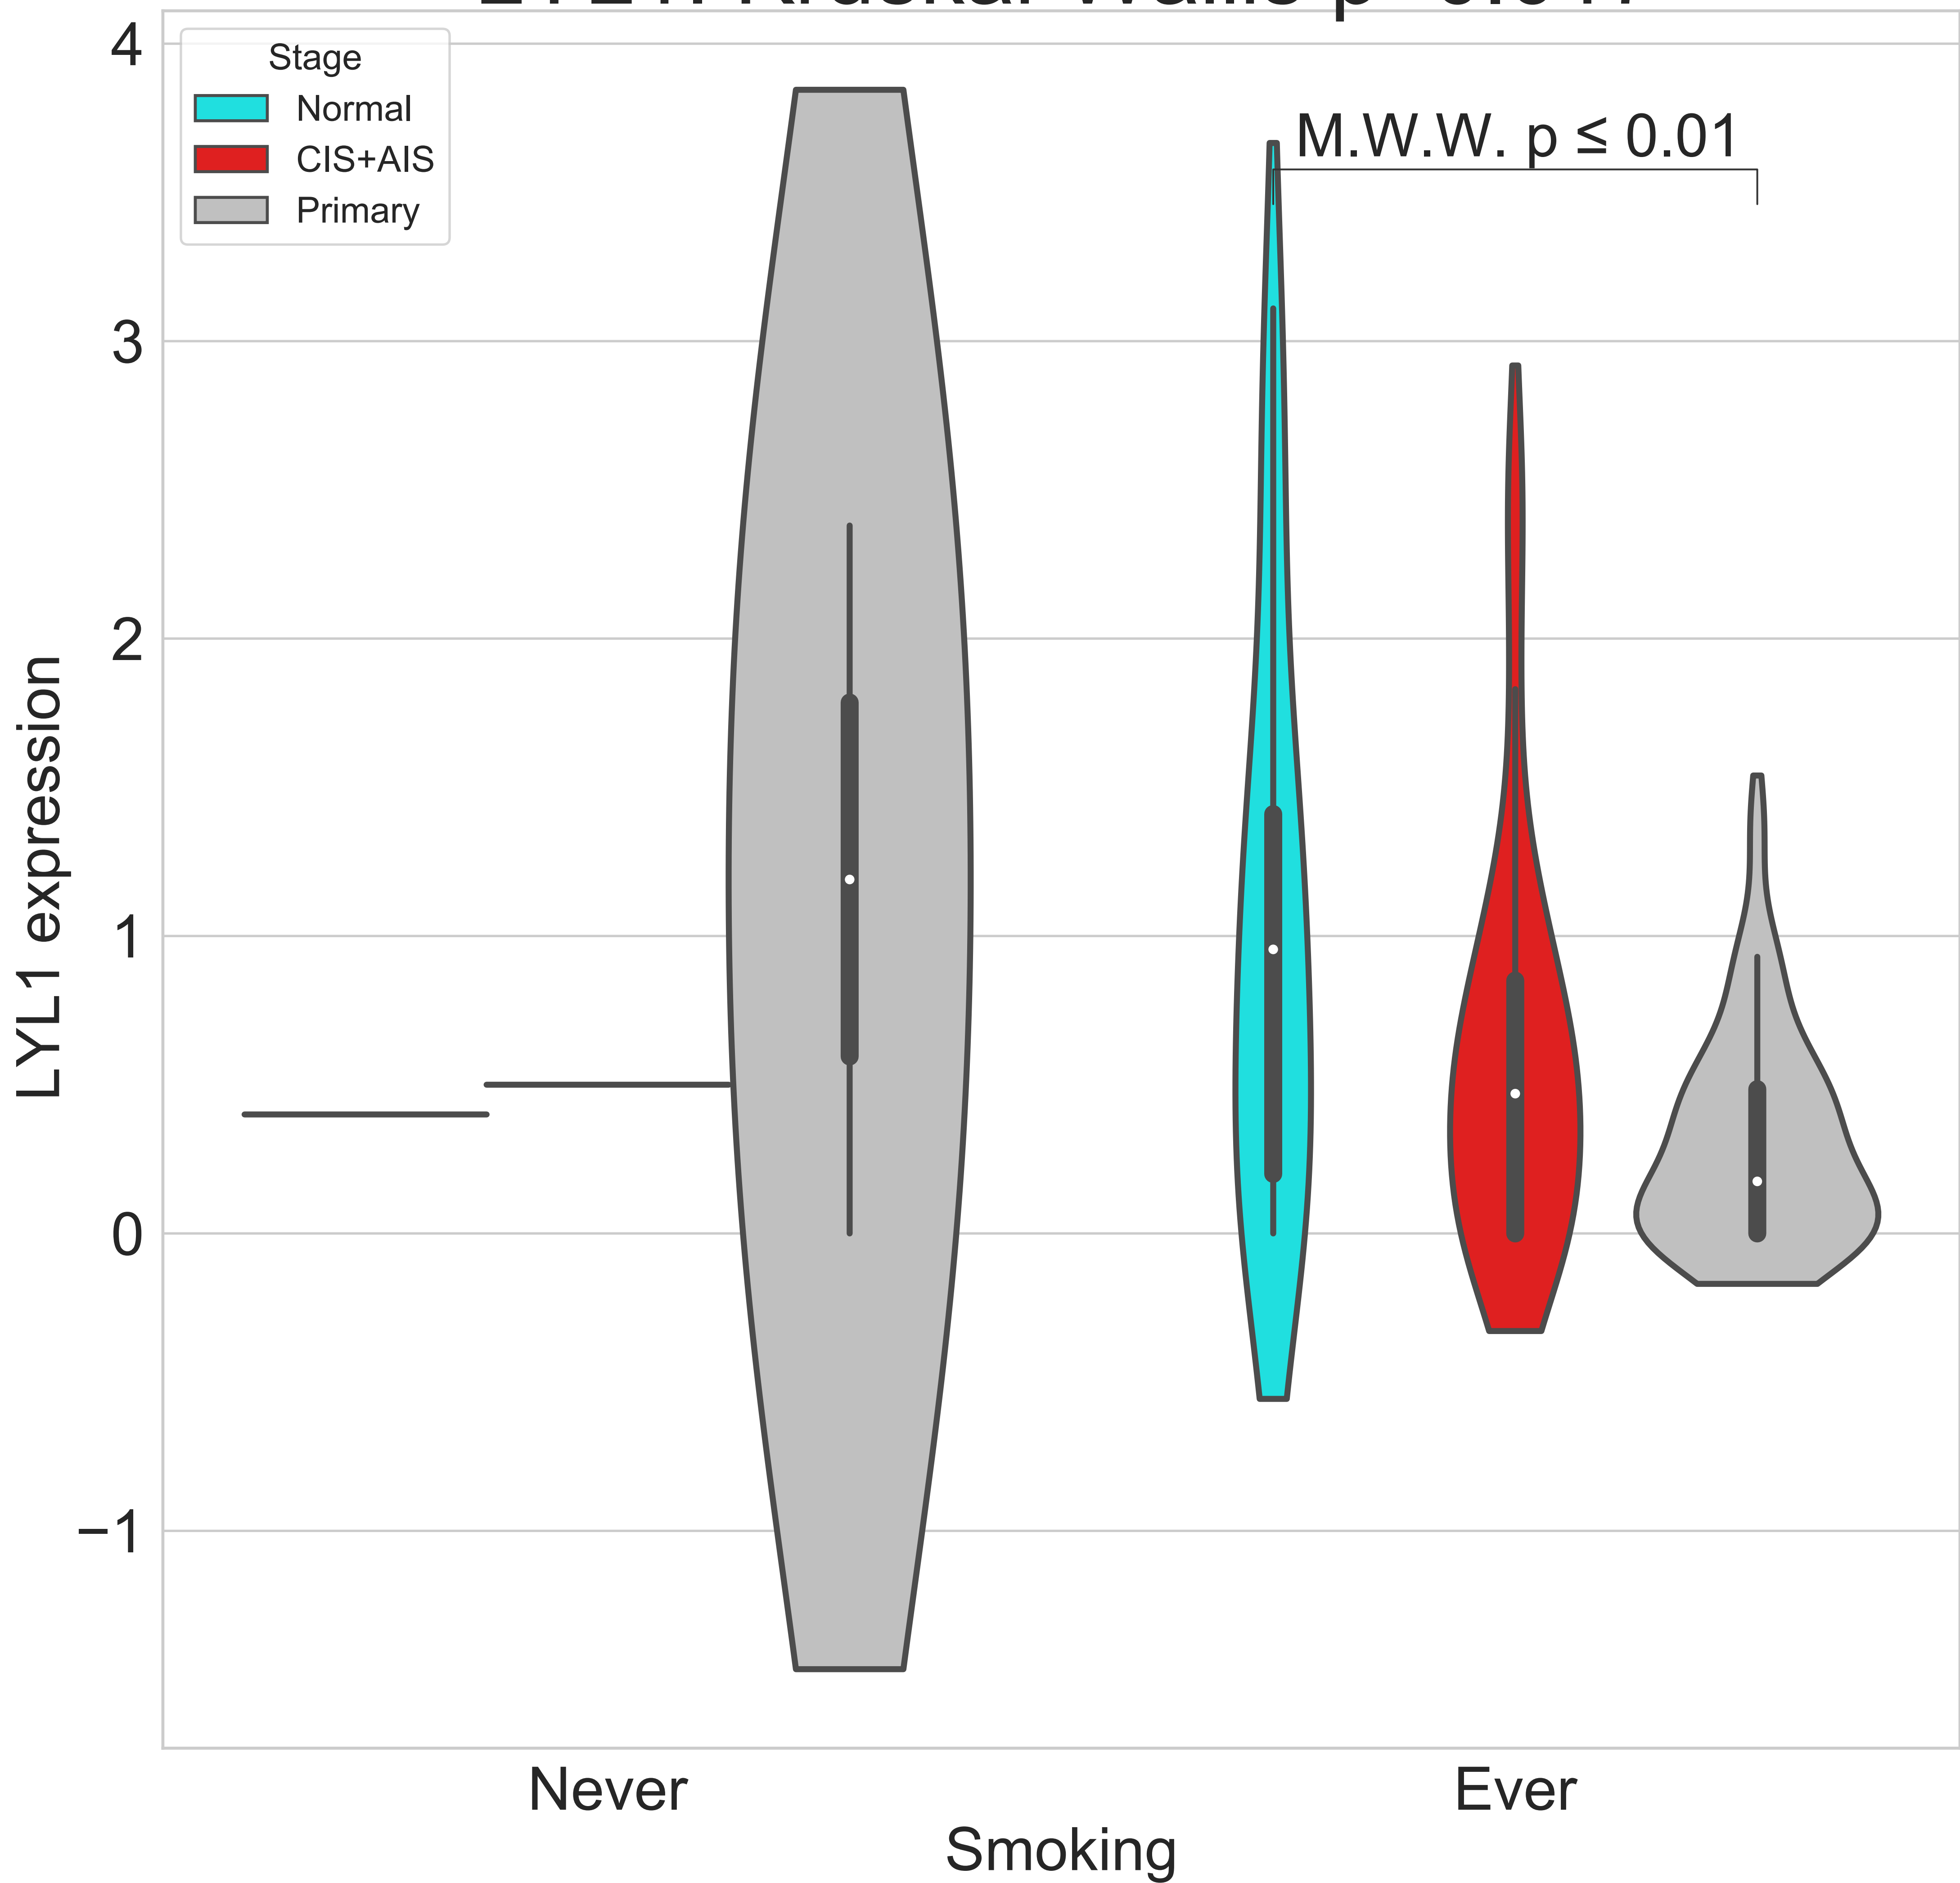 4
Stage
Normal
CIS+AIS
Primary
M.W.W. p ≤ 0.01
3
2
1
0
−1
LYL1 expression
Never
Ever
Smoking